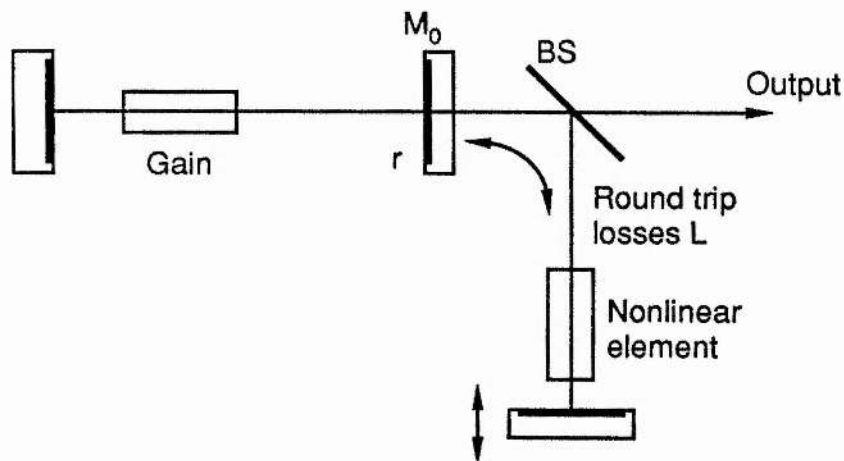 M₀
BS
Output
Gain
r
Round trip
losses L
Nonlinear
element